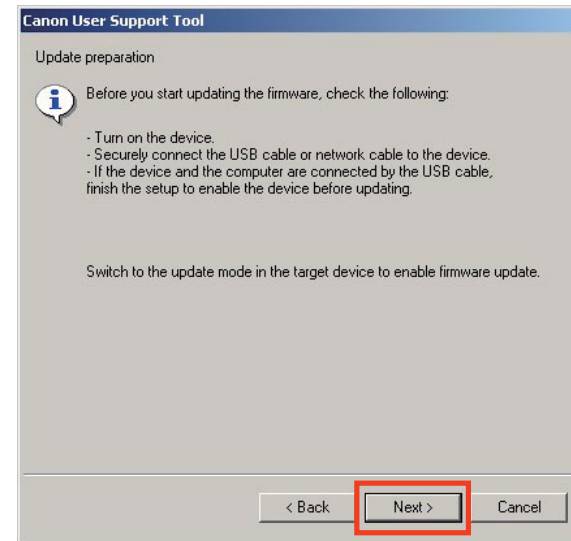 Canon User Support Tool
Update preparation
Before you start updating the firmware, check the following:
- Turn on the device.
- Securely connect the USB cable or network cable to the device.
- If the device and the computer are connected by the USB cable,
finish the setup to enable the device before updating.
Switch to the update mode in the target device to enable firmware update.
< Back Next > Cancel